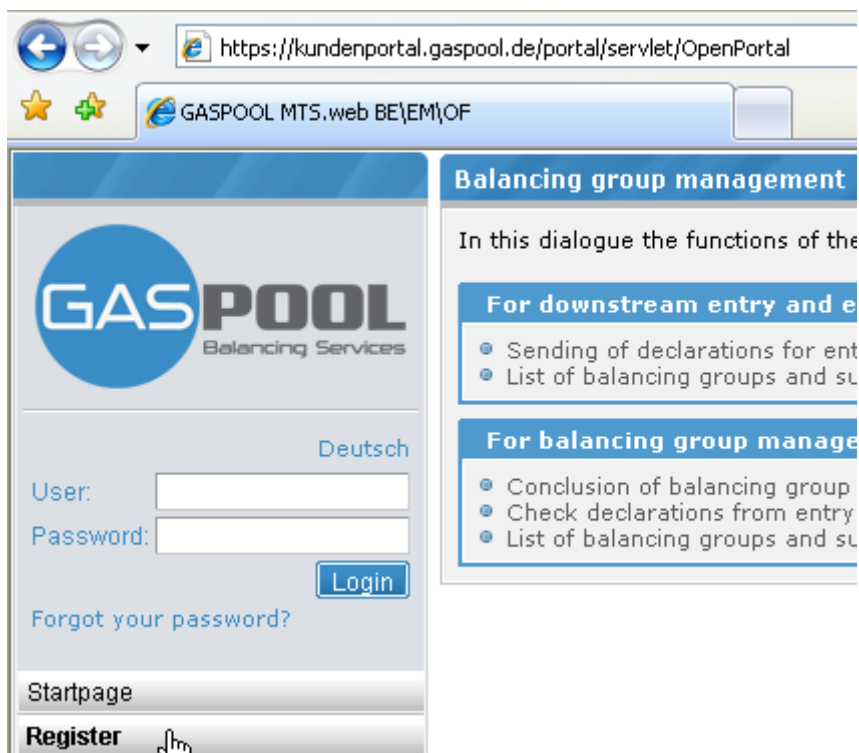 https://kundenportal.gaspool.de/portal/servlet/OpenPortal
GASPOOL MTS.web BE\EM\OF
GASPOOL
Balancing Services
Deutsch
User:
Password:
Login
Forgot your password?
Startpage
Register
Balancing group management
In this dialogue the functions of the
For downstream entry and e
Sending of declarations for ent
List of balancing groups and su
For balancing group manage
Conclusion of balancing group
Check declarations from entry
List of balancing groups and su